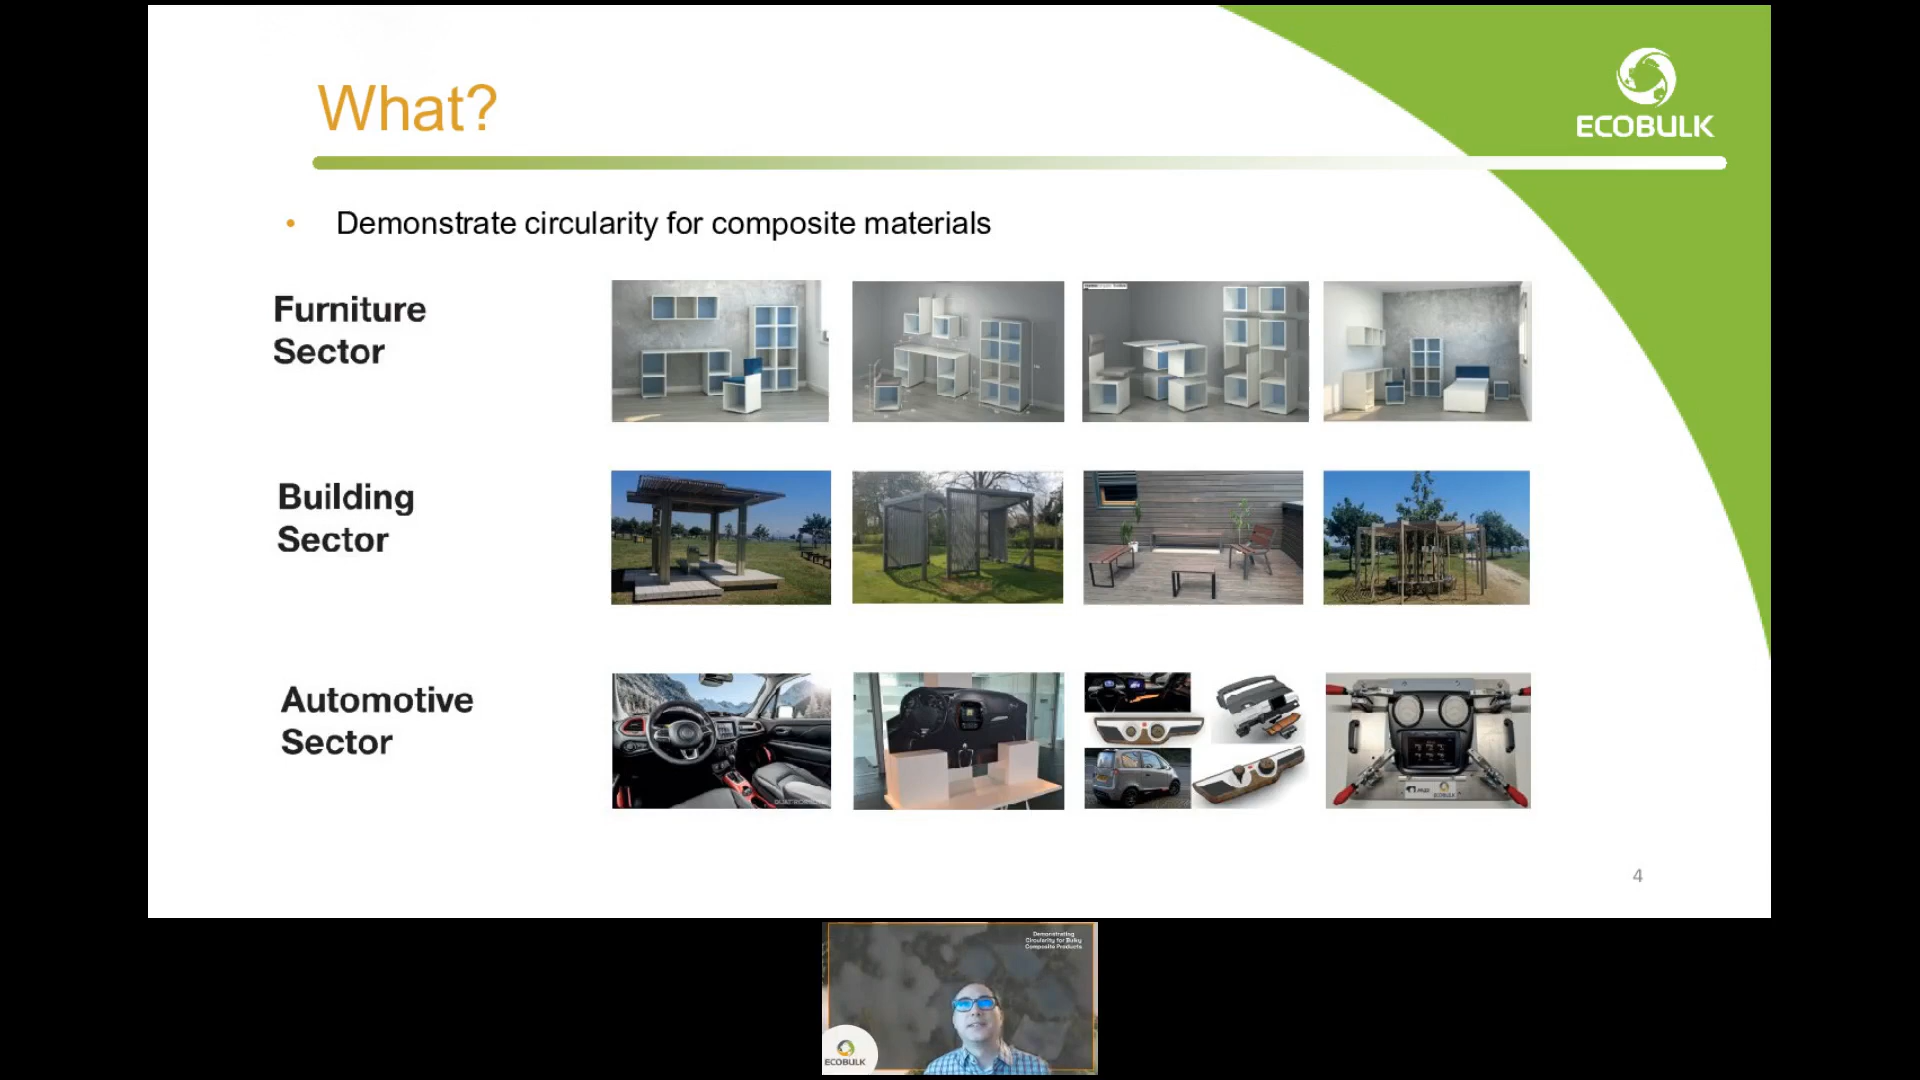 What?
ECOBULK
• Demonstrate circularity for composite materials
Furniture
Sector
Building
Sector
Automotive
Sector
ECOBULK
4
Demonstrating
Circularity for Bulky
Composite Products
ECOBULK